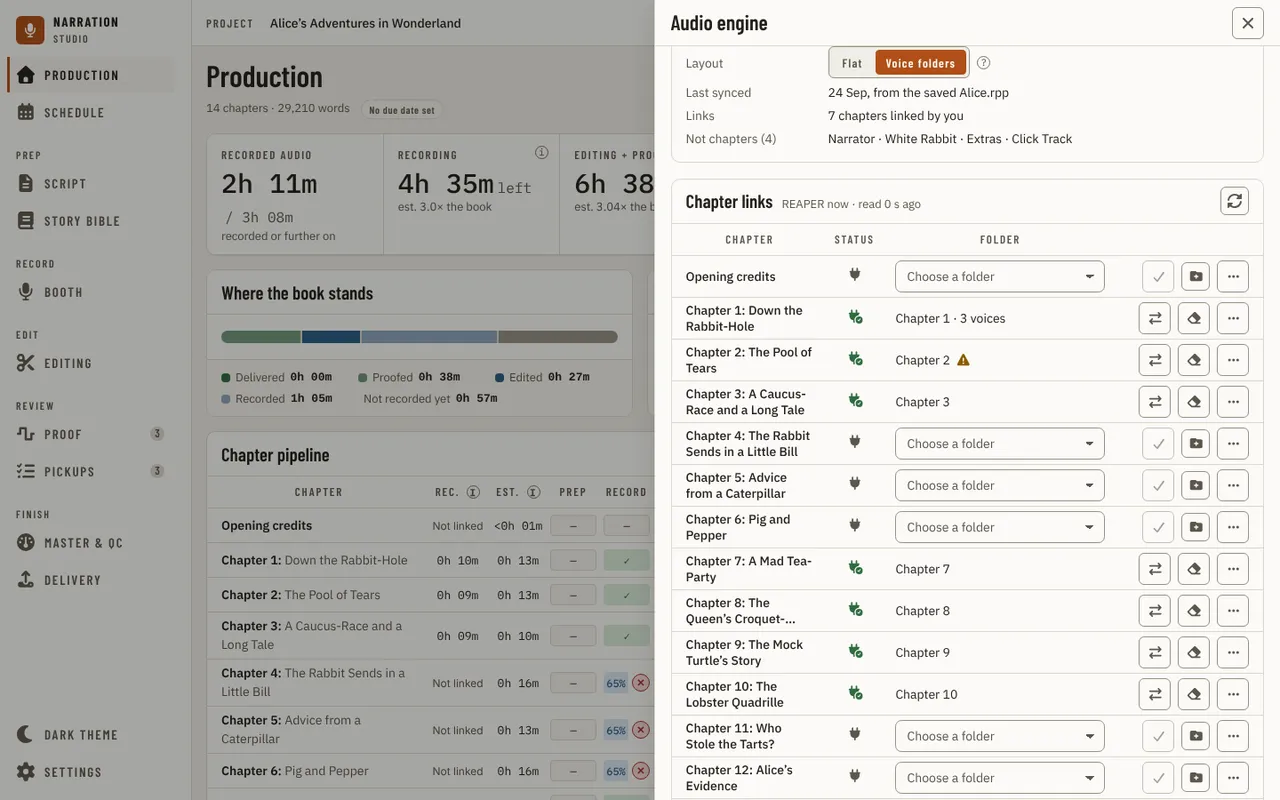 NARRATION
STUDIO
PRODUCTION
SCHEDULE
PREP
SCRIPT
STORY BIBLE
RECORD
BOOTH
EDIT
EDITING
REVIEW
PROOF 3
PICKUPS 3
FINISH
MASTER & QC
DELIVERY
DARK THEME
SETTINGS
PROJECT Alice's Adventures in Wonderland
Production
14 chapters · 29,210 words No due date set
RECORDED AUDIO
2h 11m
/ 3h 08m
recorded or further on
RECORDING
4h 35m left
est. 3.0× the book
EDITING + PRO
6h 38
est. 3.04× the b
Where the book stands
Delivered 0h 00m Proofed 0h 38m Edited 0h 27m
Recorded 1h 05m Not recorded yet 0h 57m
Chapter pipeline
CHAPTER REC. EST. PREP RECORD
Opening credits Not linked <0h 01m – –
Chapter 1: Down the Rabbit-Hole 0h 10m 0h 13m – ✓
Chapter 2: The Pool of Tears 0h 09m 0h 13m – ✓
Chapter 3: A Caucus-Race and a
Long Tale 0h 09m 0h 10m – ✓
Chapter 4: The Rabbit Sends in a
Little Bill Not linked 0h 16m – 65%
Chapter 5: Advice from a
Caterpillar Not linked 0h 13m – 65%
Chapter 6: Pig and Pepper Not linked 0h 16m – 65%
Audio engine
Layout Flat Voice folders ?
Last synced 24 Sep, from the saved Alice.rpp
Links 7 chapters linked by you
Not chapters (4) Narrator · White Rabbit · Extras · Click Track
Chapter links REAPER now · read 0 s ago
CHAPTER STATUS FOLDER
Opening credits Choose a folder
Chapter 1: Down the
Rabbit-Hole Chapter 1 · 3 voices
Chapter 2: The Pool of
Tears Chapter 2
Chapter 3: A Caucus-
Race and a Long Tale Chapter 3
Chapter 4: The Rabbit
Sends in a Little Bill Choose a folder
Chapter 5: Advice
from a Caterpillar Choose a folder
Chapter 6: Pig and
Pepper Choose a folder
Chapter 7: A Mad Tea-
Party Chapter 7
Chapter 8: The
Queen's Croquet-... Chapter 8
Chapter 9: The Mock
Turtle's Story Chapter 9
Chapter 10: The
Lobster Quadrille Chapter 10
Chapter 11: Who
Stole the Tarts? Choose a folder
Chapter 12: Alice's
Evidence Choose a folder